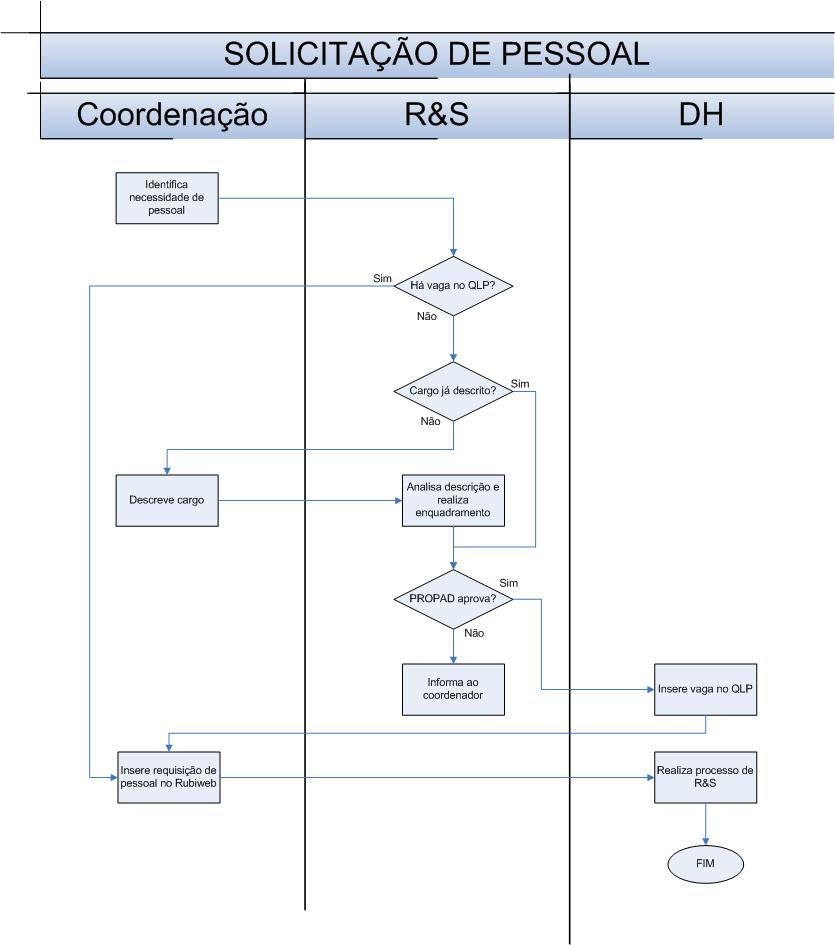 SOLICITAÇÃO DE PESSOAL
Coordenação
R&S
DH
Identifica
necessidade de
pessoal
Sim
Há vaga no QLP?
Não
Cargo já descrito?
Sim
Não
Descreve cargo
Analisa descrição e
realiza
enquadramento
Sim
PROPAD aprova?
Não
Informa ao
coordenador
Insere vaga no QLP
Insere requisição de
pessoal no Rubiweb
Realiza processo de
R&S
FIM